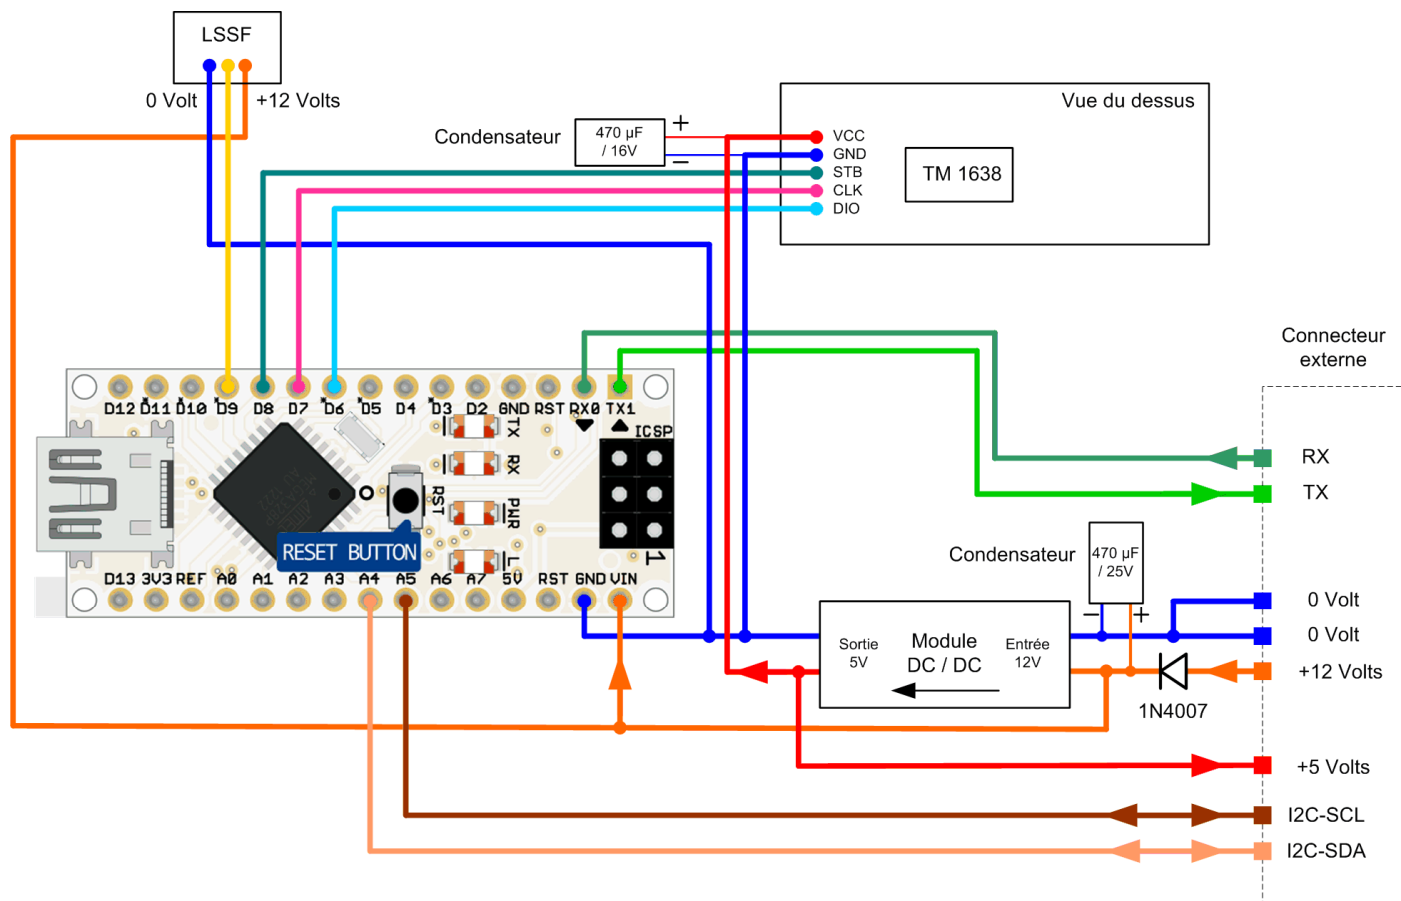 LSSF
0 Volt
+12 Volts
Vue du dessus
Condensateur
470 µF
/ 16V
+
−
VCC
GND
STB
CLK
DIO
TM 1638
Connecteur
externe
D12
D11
D10
D9
D8
D7
D6
D5
D4
D3
D2
GND
RST
RX0
TX1
ICSP
TX
RX
RST
PWR
L
1
RESET BUTTON
D13
3V3
REF
A0
A1
A2
A3
A4
A5
A6
A7
5V
RST
GND
VIN
RX
TX
Condensateur
470 µF
/ 25V
−
+
0 Volt
0 Volt
+12 Volts
Sortie
5V
Module
DC / DC
Entrée
12V
1N4007
+5 Volts
I2C-SCL
I2C-SDA